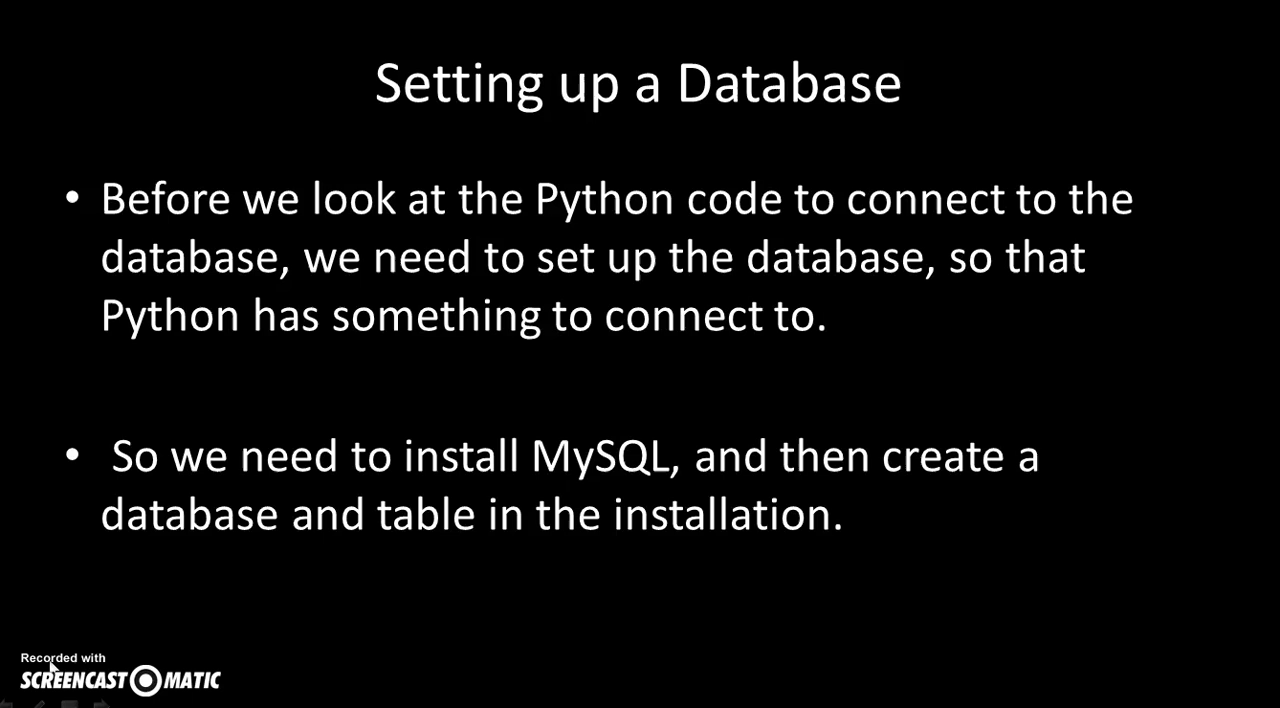 Setting up a Database
• Before we look at the Python code to connect to the
database, we need to set up the database, so that
Python has something to connect to.
• So we need to install MySQL, and then create a
database and table in the installation.
Recorded with
SCREENCAST MATIC